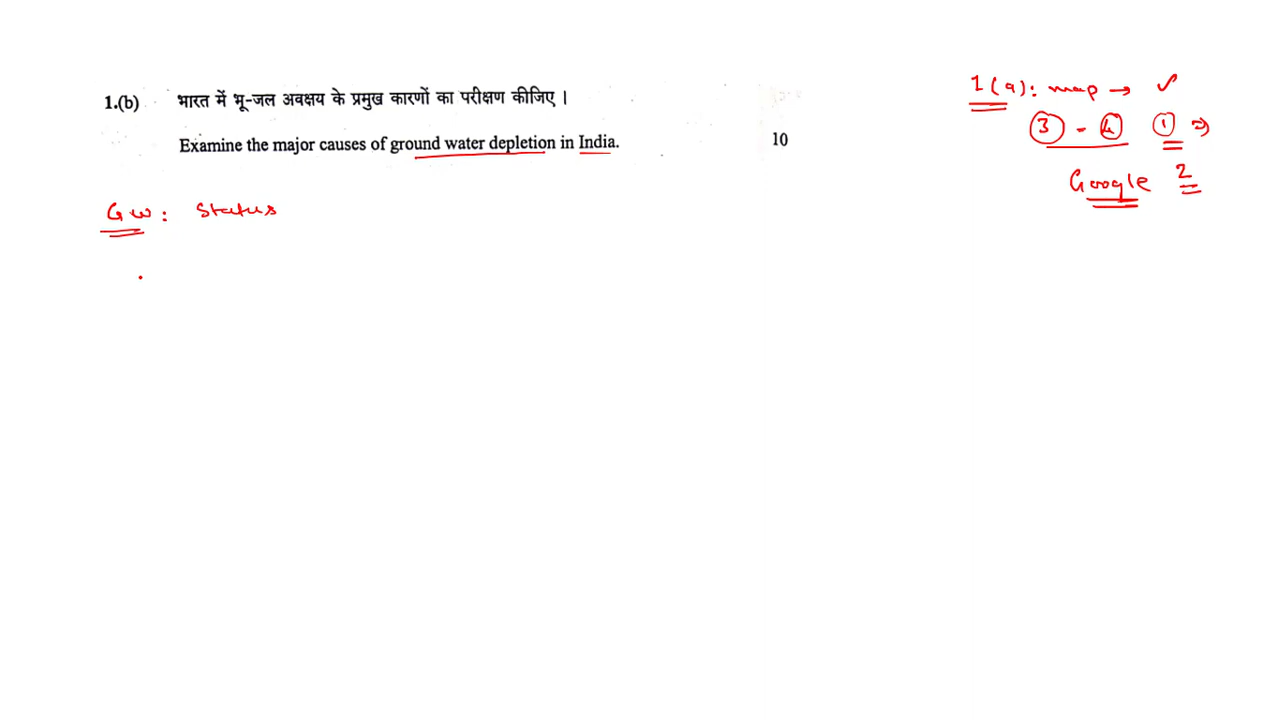 1.(b) भारत में भू-जल अवक्षय के प्रमुख कारणों का परीक्षण कीजिए ।
Examine the major causes of ground water depletion in India. 10
1(a): map → ✓
3 - 4 1 ⇒
Google 2
GW: Status